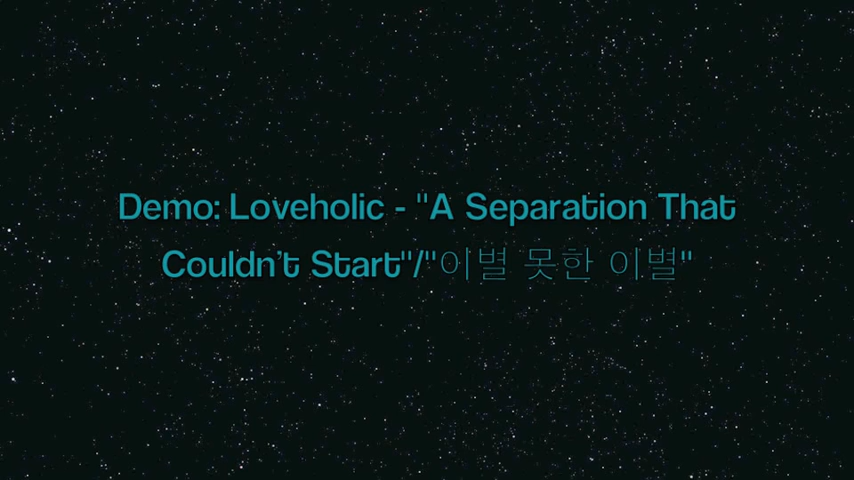 Demo: Loveholic - "A Separation That
Couldn't Start"/"이별 못한 이별"